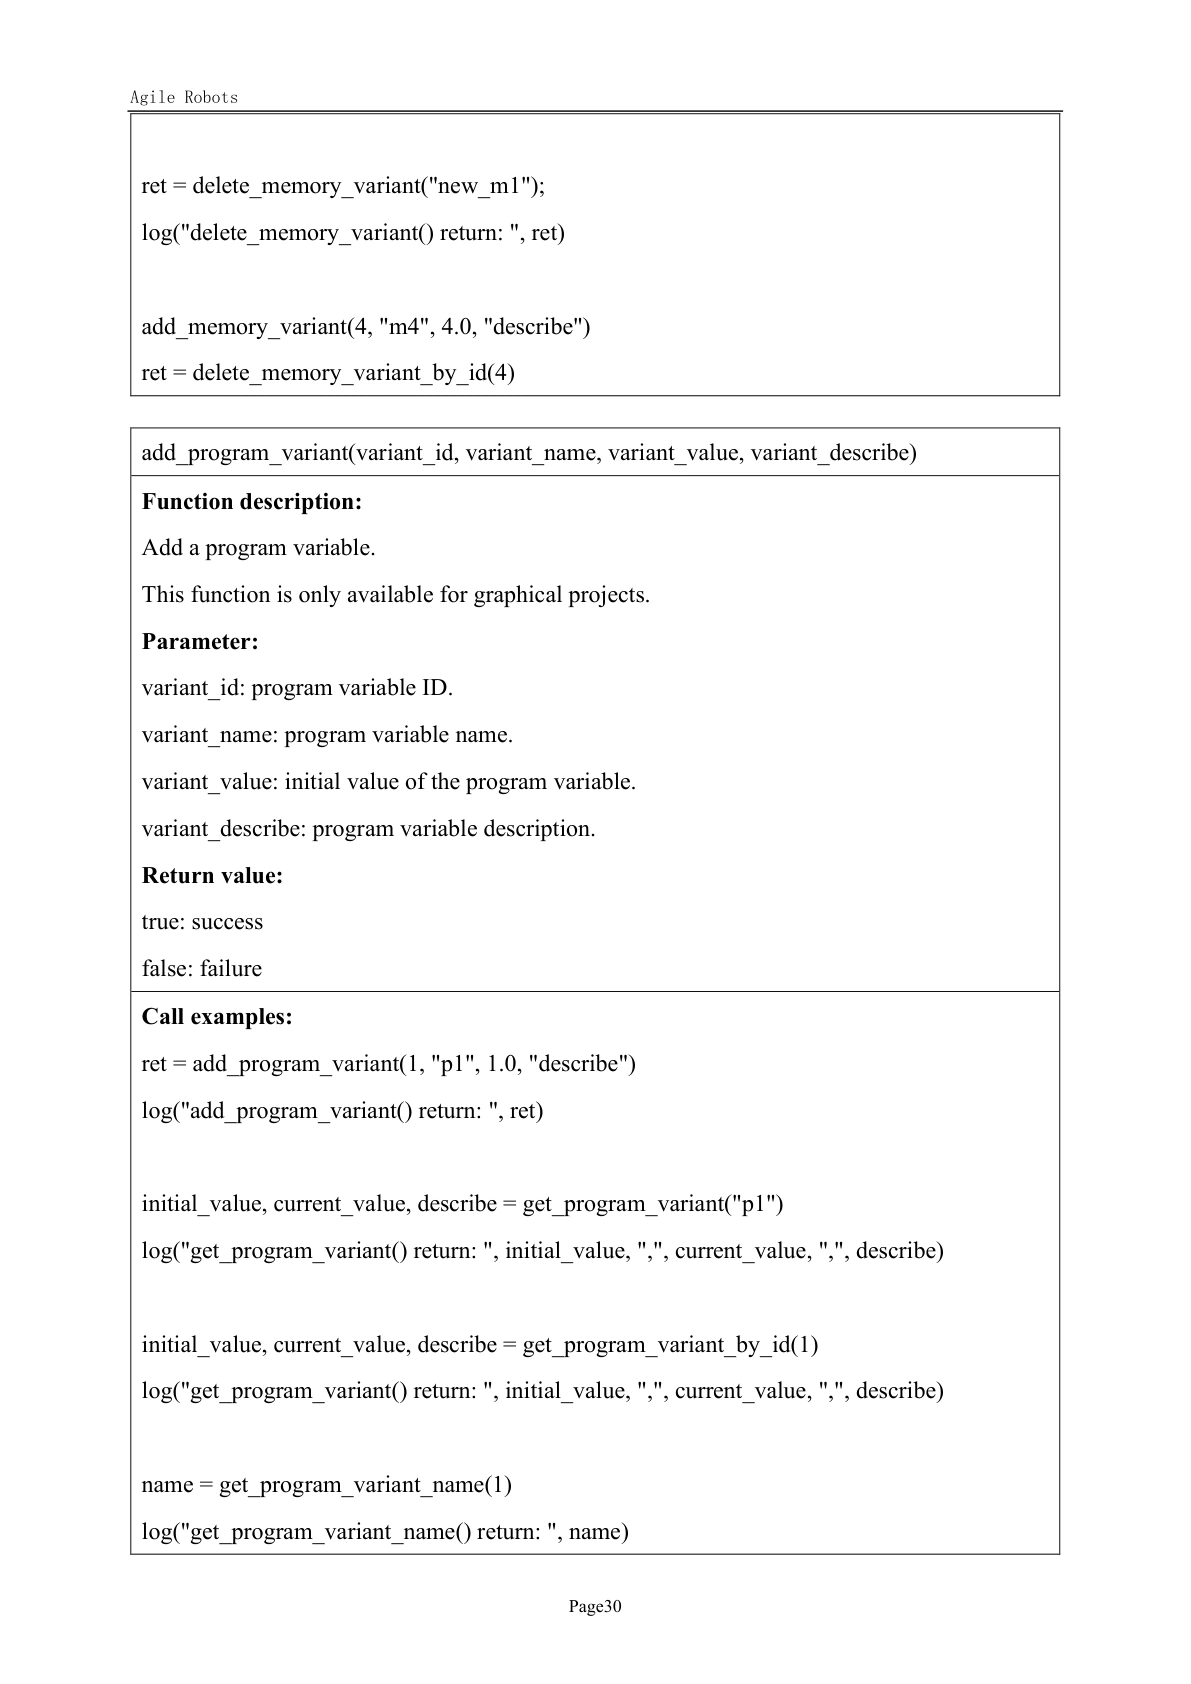 Agile Robots
ret = delete_memory_variant("new_m1");
log("delete_memory_variant() return: ", ret)
add_memory_variant(4, "m4", 4.0, "describe")
ret = delete_memory_variant_by_id(4)
add_program_variant(variant_id, variant_name, variant_value, variant_describe)
Function description:
Add a program variable.
This function is only available for graphical projects.
Parameter:
variant_id: program variable ID.
variant_name: program variable name.
variant_value: initial value of the program variable.
variant_describe: program variable description.
Return value:
true: success
false: failure
Call examples:
ret = add_program_variant(1, "p1", 1.0, "describe")
log("add_program_variant() return: ", ret)
initial_value, current_value, describe = get_program_variant("p1")
log("get_program_variant() return: ", initial_value, ",", current_value, ",", describe)
initial_value, current_value, describe = get_program_variant_by_id(1)
log("get_program_variant() return: ", initial_value, ",", current_value, ",", describe)
name = get_program_variant_name(1)
log("get_program_variant_name() return: ", name)
Page30